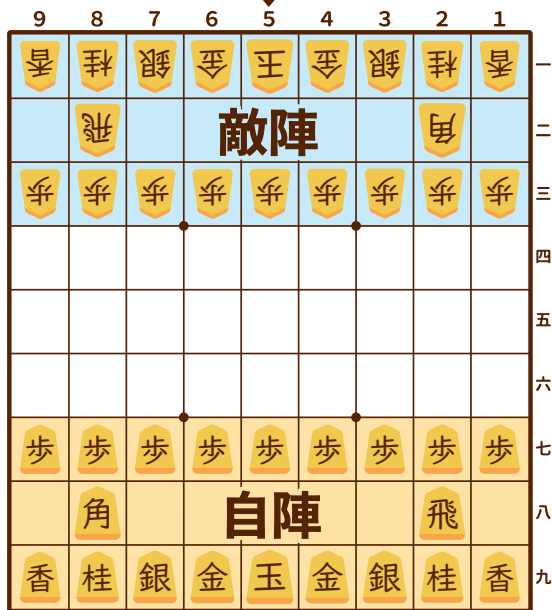 9 8 7 6 5 4 3 2 1
香 桂 銀 金 玉 金 銀 桂 香 一
飛 敵陣 角 二
歩 歩 歩 歩 歩 歩 歩 歩 歩 三
四
五
六
歩 歩 歩 歩 歩 歩 歩 歩 歩 七
角 自陣 飛 八
香 桂 銀 金 玉 金 銀 桂 香 九